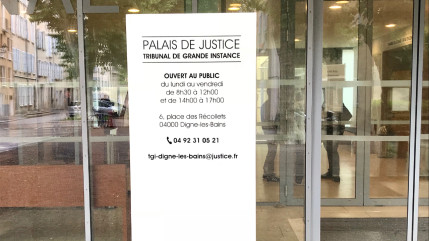 PALAIS DE JUSTICE
TRIBUNAL DE GRANDE INSTANCE
OUVERT AU PUBLIC
du lundi au vendredi
de 8h30 à 12h00
et de 14h00 à 17h00
6, place des Récollets
04000 Digne-les-Bains
04 92 31 05 21
tgi-digne-les-bains@justice.fr